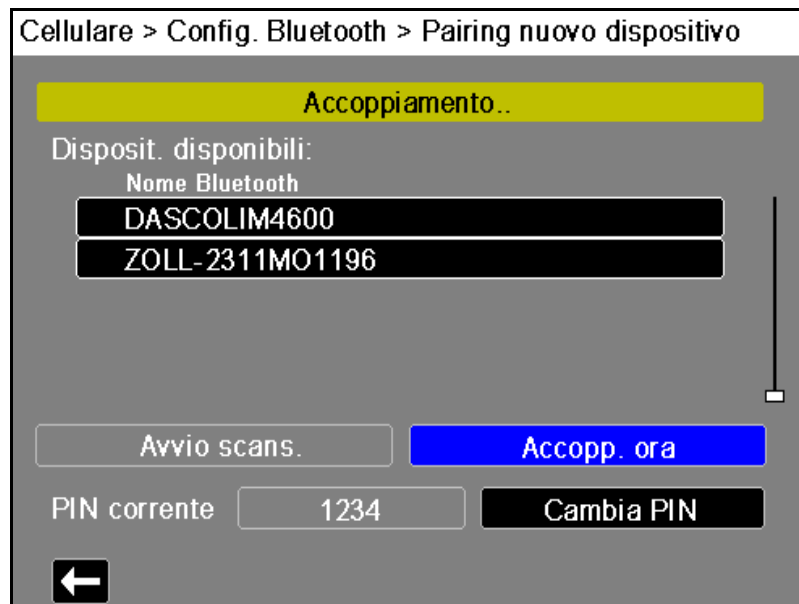 Cellulare > Config. Bluetooth > Pairing nuovo dispositivo
Accoppiamento..
Disposit. disponibili:
Nome Bluetooth
DASCOLIM4600
ZOLL-2311MO1196
Avvio scans.
Accopp. ora
PIN corrente
1234
Cambia PIN